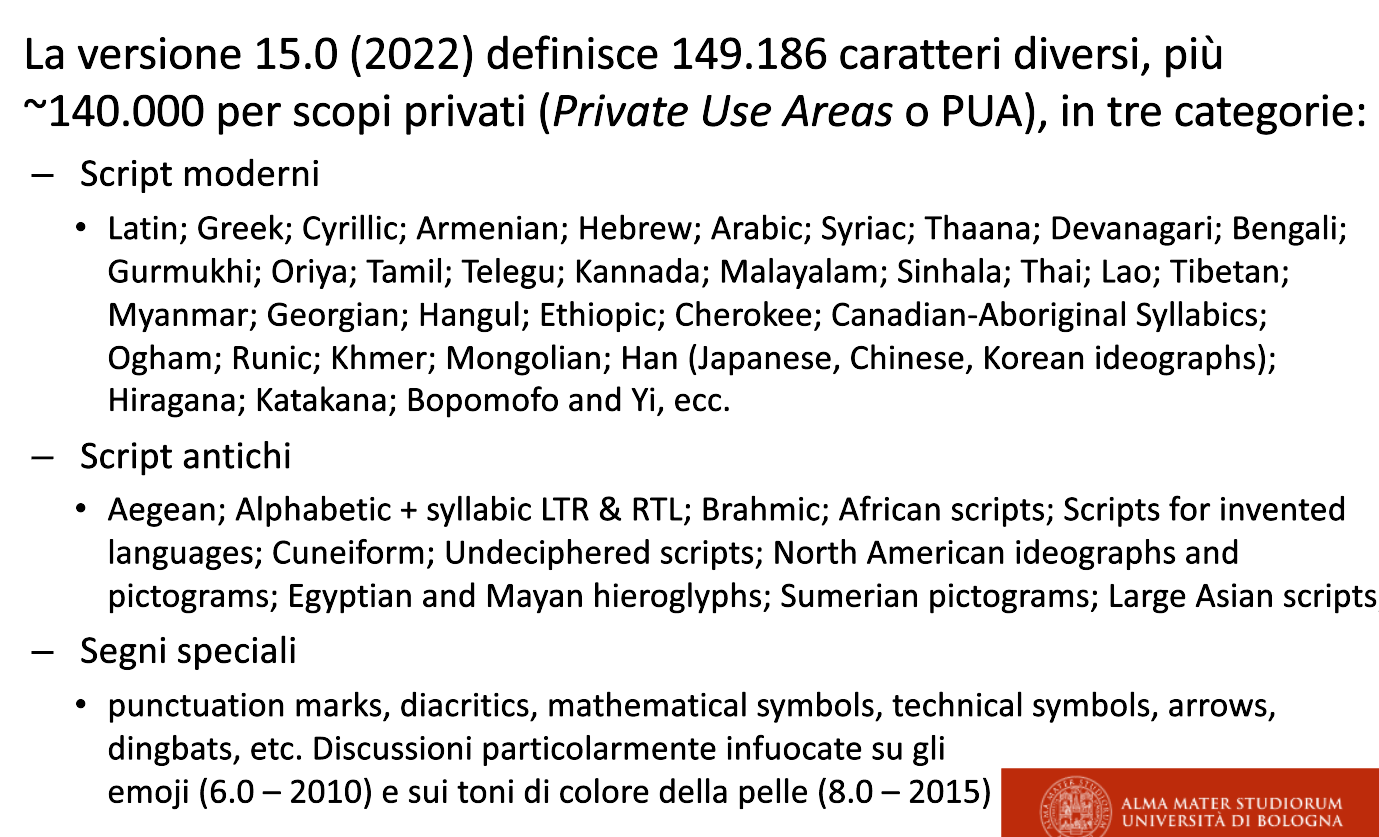 La versione 15.0 (2022) definisce 149.186 caratteri diversi, più
~140.000 per scopi privati (Private Use Areas o PUA), in tre categorie:
– Script moderni
• Latin; Greek; Cyrillic; Armenian; Hebrew; Arabic; Syriac; Thaana; Devanagari; Bengali;
Gurmukhi; Oriya; Tamil; Telegu; Kannada; Malayalam; Sinhala; Thai; Lao; Tibetan;
Myanmar; Georgian; Hangul; Ethiopic; Cherokee; Canadian-Aboriginal Syllabics;
Ogham; Runic; Khmer; Mongolian; Han (Japanese, Chinese, Korean ideographs);
Hiragana; Katakana; Bopomofo and Yi, ecc.
– Script antichi
• Aegean; Alphabetic + syllabic LTR & RTL; Brahmic; African scripts; Scripts for invented
languages; Cuneiform; Undeciphered scripts; North American ideographs and
pictograms; Egyptian and Mayan hieroglyphs; Sumerian pictograms; Large Asian scripts;
– Segni speciali
• punctuation marks, diacritics, mathematical symbols, technical symbols, arrows,
dingbats, etc. Discussioni particolarmente infuocate su gli
emoji (6.0 – 2010) e sui toni di colore della pelle (8.0 – 2015)
ALMA MATER STUDIORUM
UNIVERSITÀ DI BOLOGNA